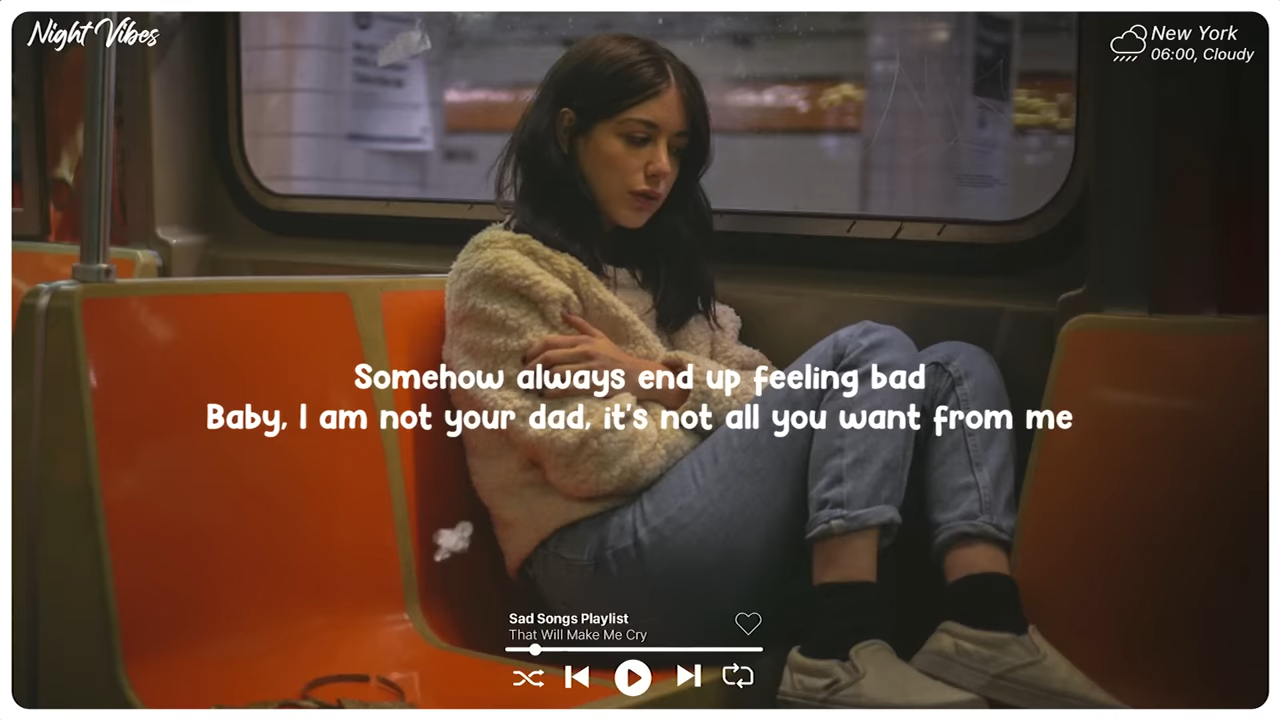 Night Vibes
New York
06:00, Cloudy
Somehow always end up feeling bad
Baby, I am not your dad, it's not all you want from me
Sad Songs Playlist
That Will Make Me Cry